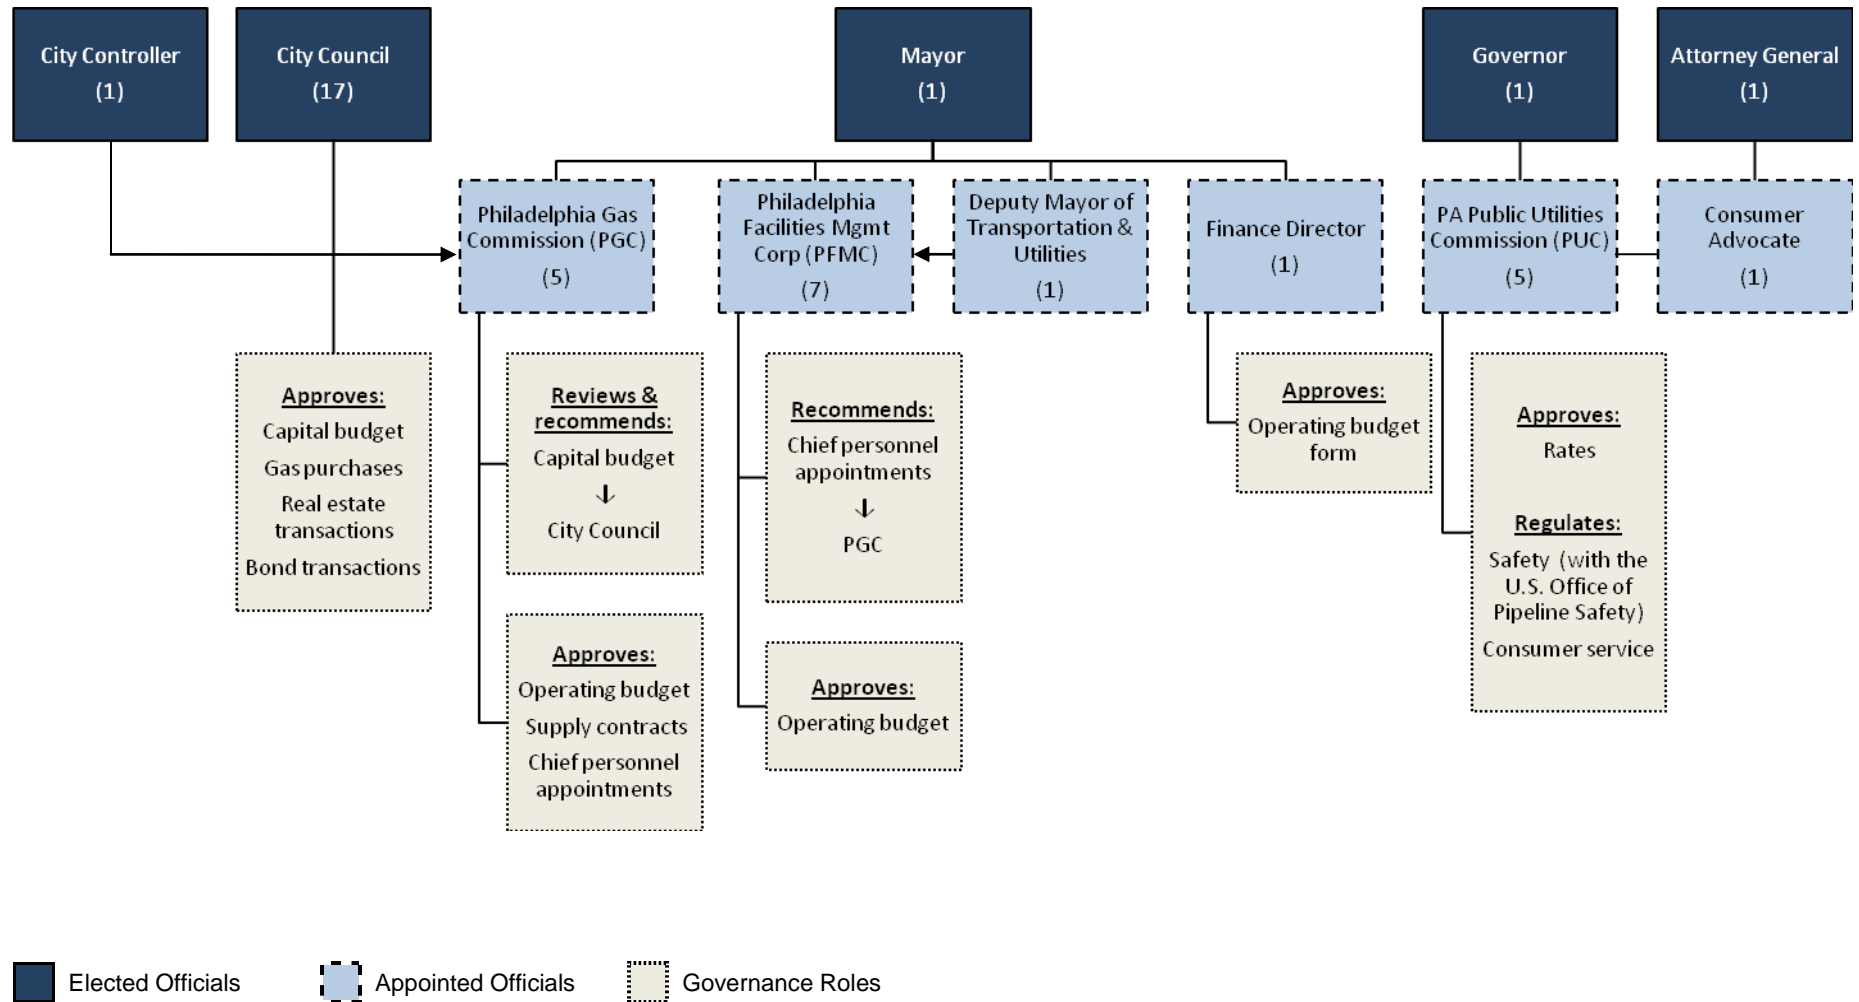 City Controller
(1)
City Council
(17)
Mayor
(1)
Governor
(1)
Attorney General
(1)
Philadelphia Gas
Commission (PGC)
(5)
Philadelphia
Facilities Mgmt
Corp (PFMC)
(7)
Deputy Mayor of
Transportation &
Utilities
(1)
Finance Director
(1)
PA Public Utilities
Commission (PUC)
(5)
Consumer
Advocate
(1)
Approves:
Capital budget
Gas purchases
Real estate
transactions
Bond transactions
Reviews &
recommends:
Capital budget
↓
City Council
Approves:
Operating budget
Supply contracts
Chief personnel
appointments
Recommends:
Chief personnel
appointments
↓
PGC
Approves:
Operating budget
Approves:
Operating budget
form
Approves:
Rates
Regulates:
Safety (with the
U.S. Office of
Pipeline Safety)
Consumer service
Elected Officials
Appointed Officials
Governance Roles